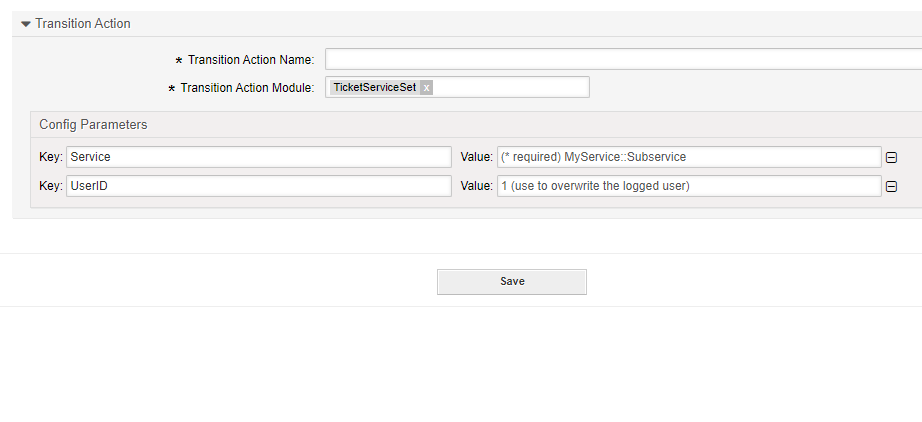 Transition Action
* Transition Action Name:
* Transition Action Module: TicketServiceSet x
Config Parameters
Key: Service Value: (* required) MyService::Subservice
Key: UserID Value: 1 (use to overwrite the logged user)
Save